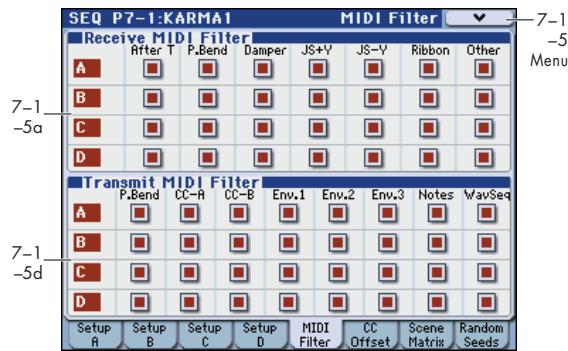 SEQ P7-1:KARMA1 MIDI Filter
7-1
-5
Menu
Receive MIDI Filter
After T P.Bend Damper JS+Y JS-Y Ribbon Other
A
B
7-1
-5a
C
D
Transmit MIDI Filter
P.Bend CC-A CC-B Env.1 Env.2 Env.3 Notes WavSeq
A
B
7-1
-5d
C
D
Setup A Setup B Setup C Setup D MIDI Filter CC Offset Scene Matrix Random Seeds